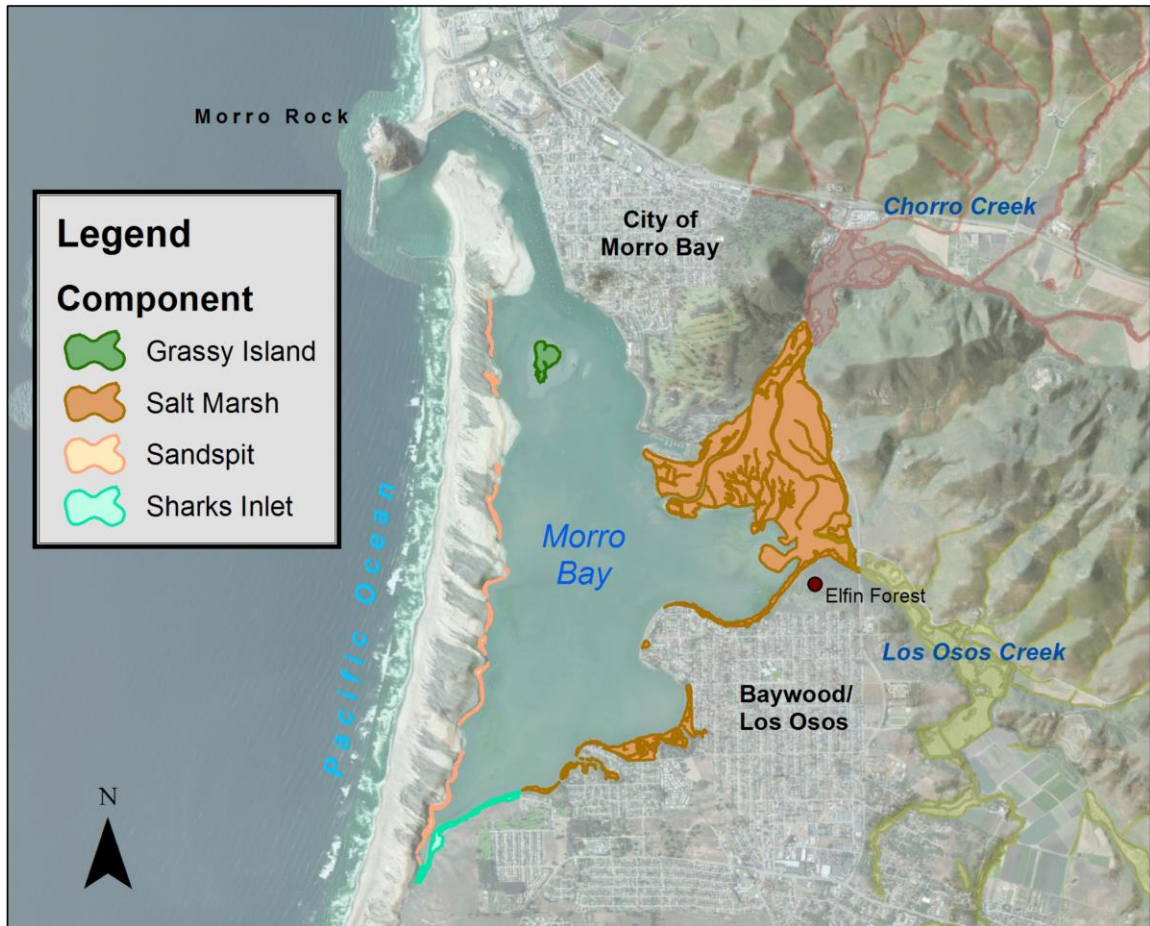 Morro Rock
Legend
Component
Grassy Island
Salt Marsh
Sandspit
Sharks Inlet
City of
Morro Bay
Chorro Creek
Morro
Bay
Pacific Ocean
Elfin Forest
Los Osos Creek
Baywood/
Los Osos
N